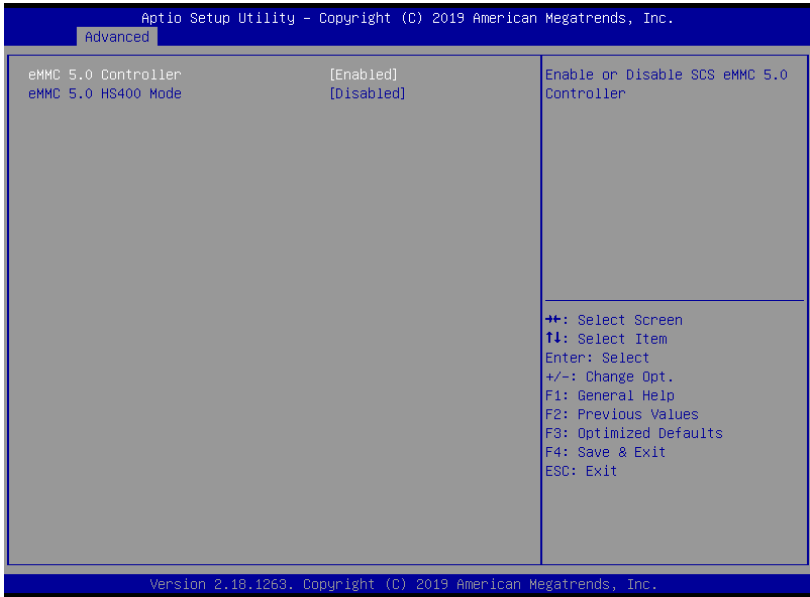 Aptio Setup Utility – Copyright (C) 2019 American Megatrends, Inc.
Advanced
eMMC 5.0 Controller [Enabled]
eMMC 5.0 HS400 Mode [Disabled]
Enable or Disable SCS eMMC 5.0
Controller
→←: Select Screen
↑↓: Select Item
Enter: Select
+/-: Change Opt.
F1: General Help
F2: Previous Values
F3: Optimized Defaults
F4: Save & Exit
ESC: Exit
Version 2.18.1263. Copyright (C) 2019 American Megatrends, Inc.